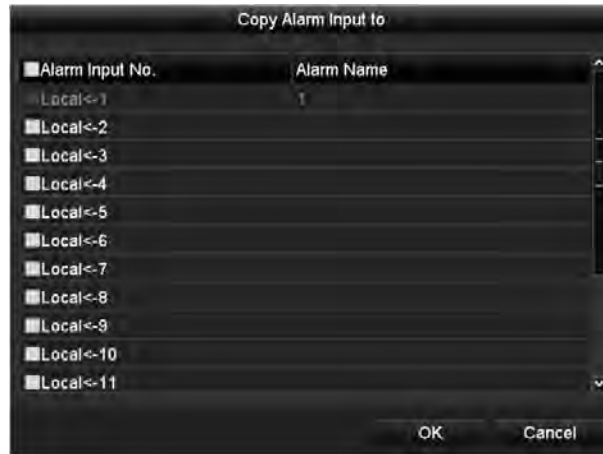 Copy Alarm Input to
Alarm Input No. Alarm Name
Local<-1 1
Local<-2
Local<-3
Local<-4
Local<-5
Local<-6
Local<-7
Local<-8
Local<-9
Local<-10
Local<-11
OK Cancel